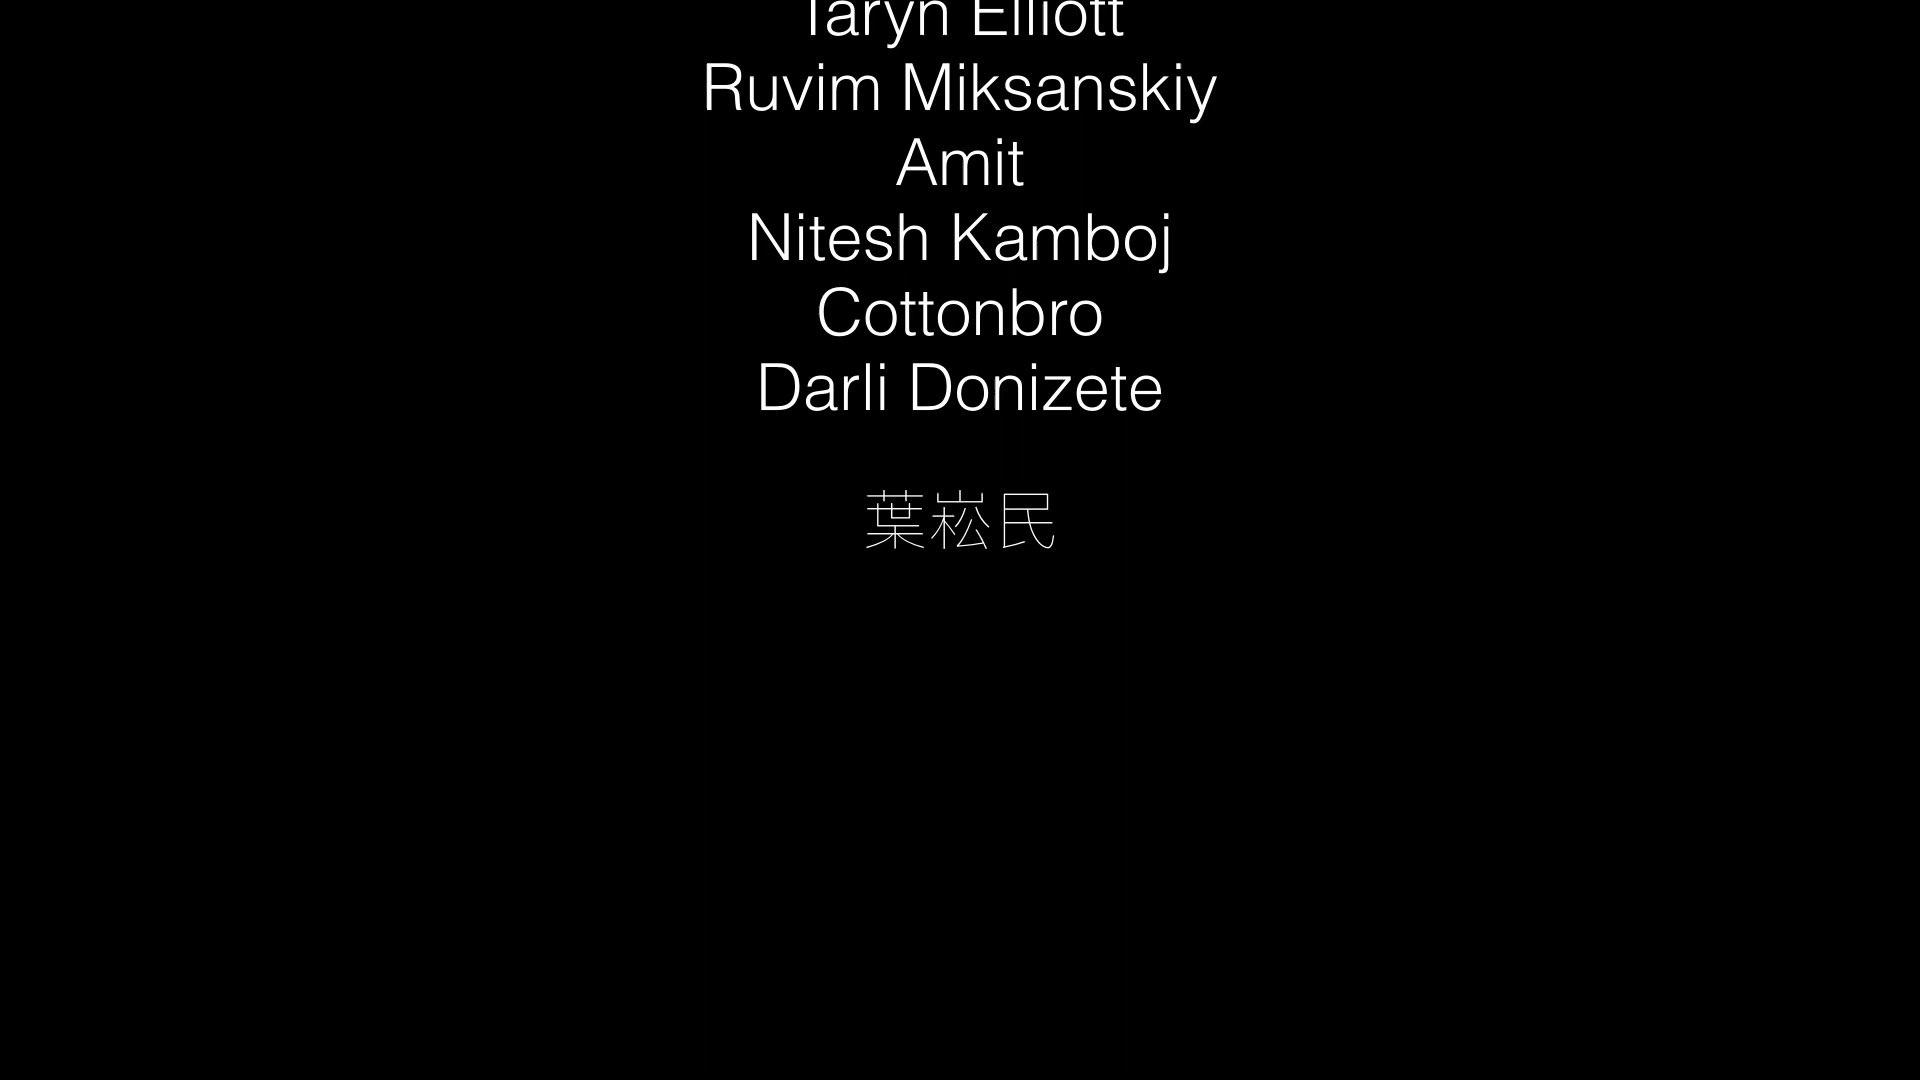 Taryn Elliott
Ruvim Miksanskiy
Amit
Nitesh Kamboj
Cottonbro
Darli Donizete
葉崧民